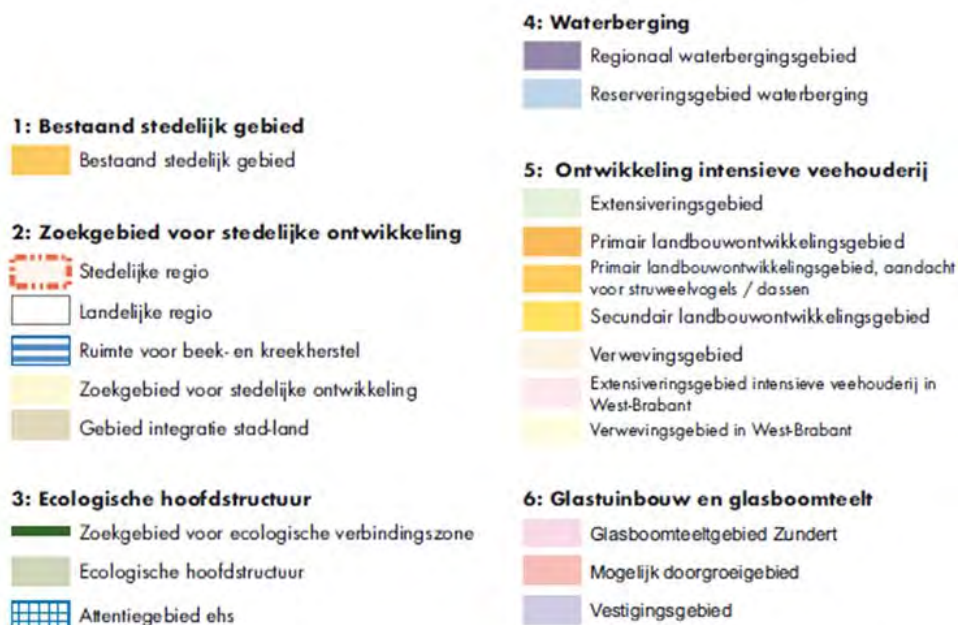 1: Bestaand stedelijk gebied
Bestaand stedelijk gebied
2: Zoekgebied voor stedelijke ontwikkeling
Stedelijke regio
Landelijke regio
Ruimte voor beek- en kreekherstel
Zoekgebied voor stedelijke ontwikkeling
Gebied integratie stad-land
3: Ecologische hoofdstructuur
Zoekgebied voor ecologische verbindingszone
Ecologische hoofdstructuur
Attentiegebied ehs
4: Waterberging
Regionaal waterbergingsgebied
Reserveringsgebied waterberging
5: Ontwikkeling intensieve veehouderij
Extensiveringsgebied
Primair landbouwontwikkelingsgebied
Primair landbouwontwikkelingsgebied, aandacht
voor struweelvogels / dassen
Secundair landbouwontwikkelingsgebied
Verwevingsgebied
Extensiveringsgebied intensieve veehouderij in
West-Brabant
Verwevingsgebied in West-Brabant
6: Glastuinbouw en glasboomteelt
Glasboomteeltgebied Zundert
Mogelijk doorgroeigebied
Vestigingsgebied